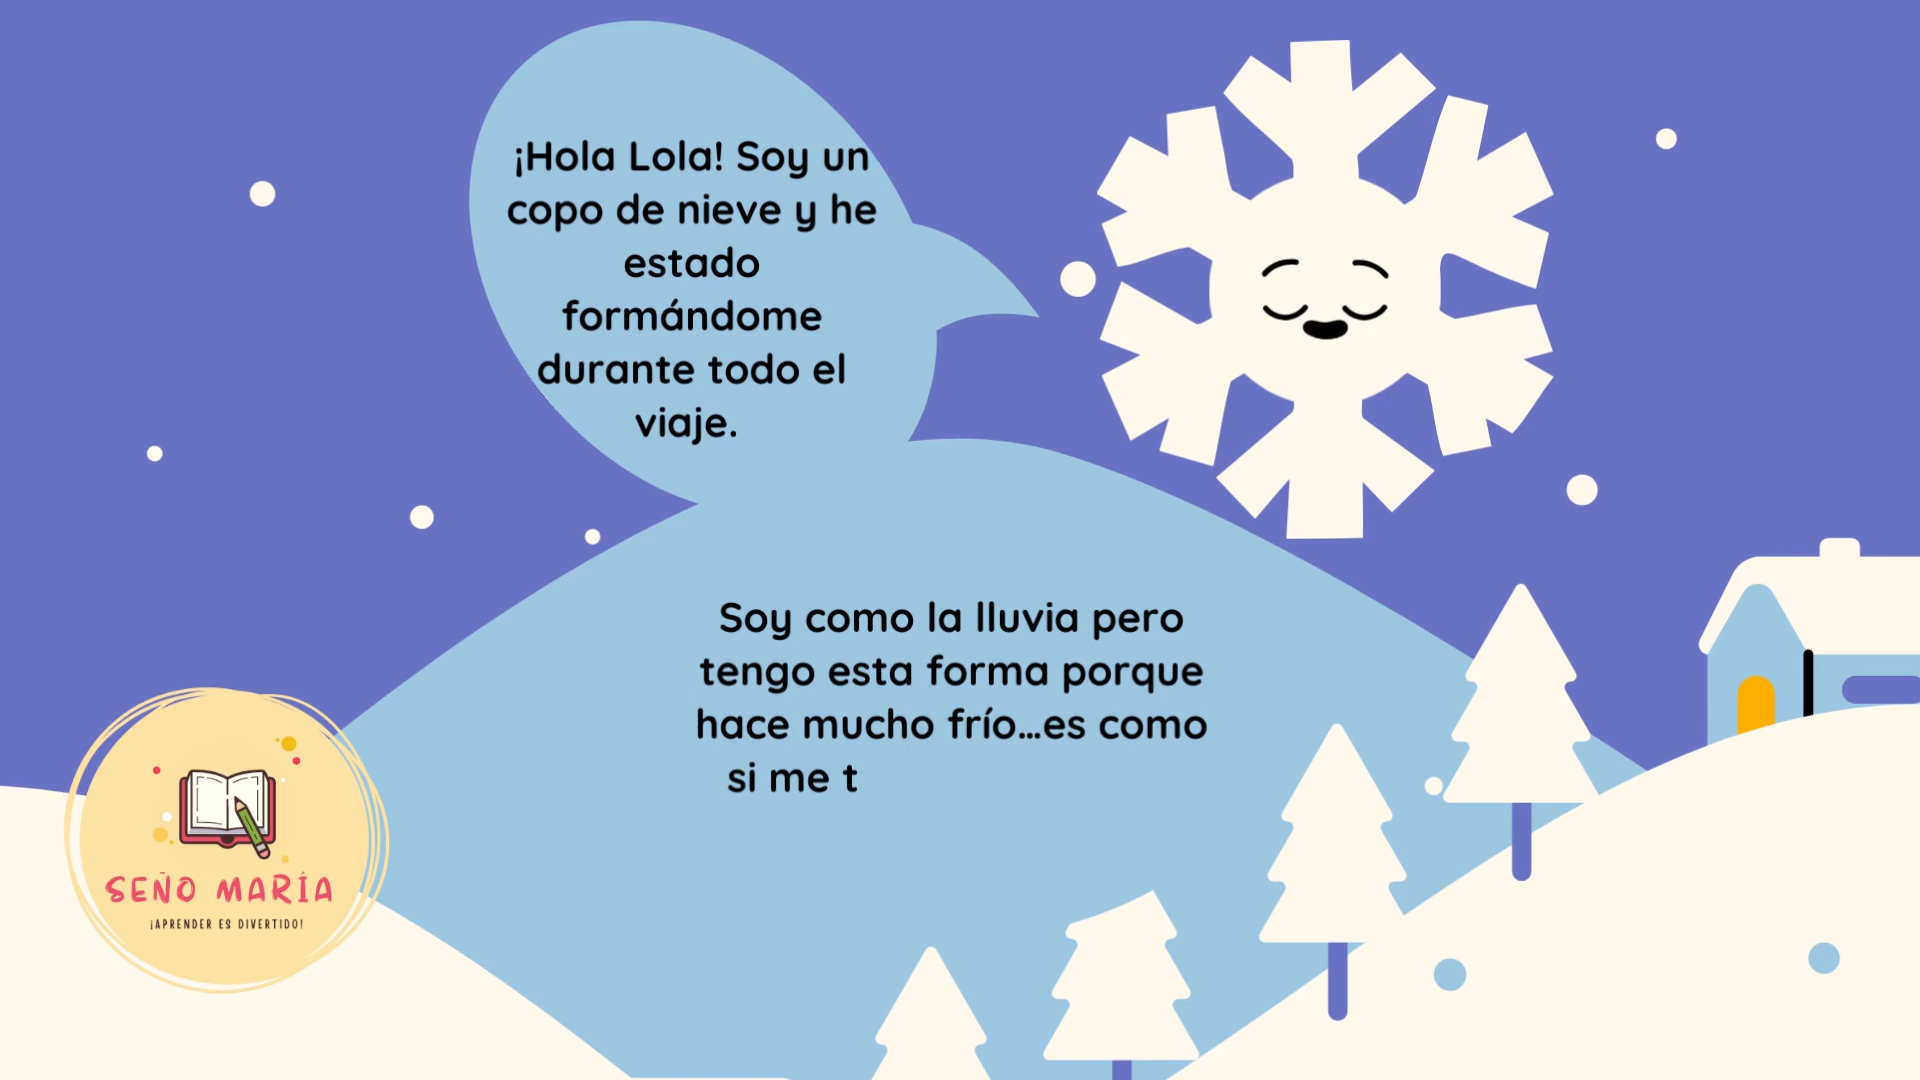 ¡Hola Lola! Soy un
copo de nieve y he
estado
formándome
durante todo el
viaje.
Soy como la lluvia pero
tengo esta forma porque
hace mucho frío...es como
si me t
SEÑO MARÍA
¡APRENDER ES DIVERTIDO!